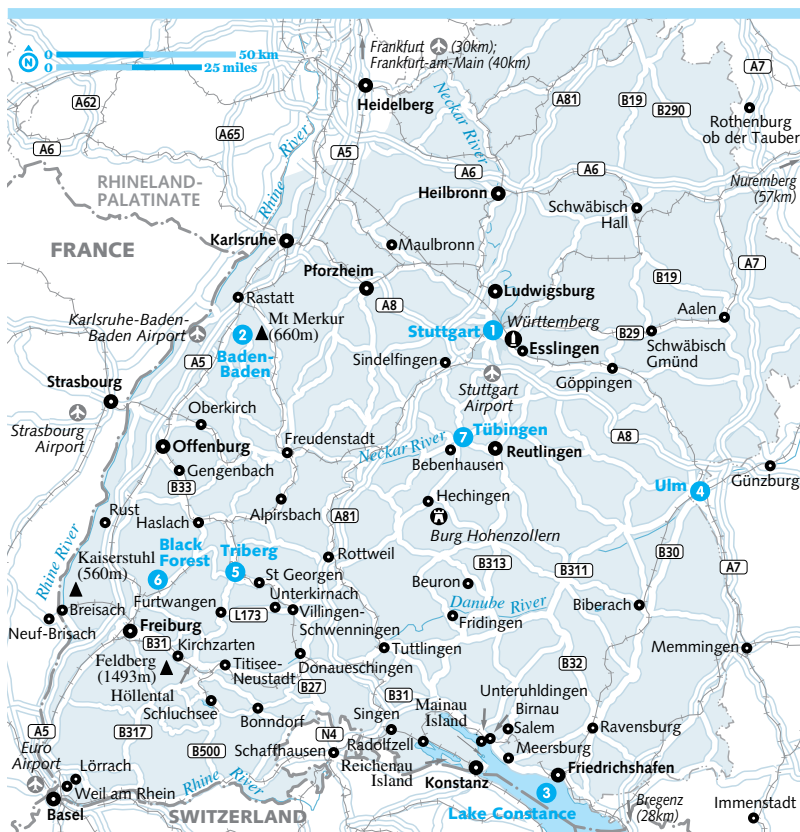 0
50 km
N
0
25 miles
Frankfurt (30km);
Frankfurt-am-Main (40km)
A7
A62
Heidelberg
Neckar River
A81
B19
B290
Rothenburg
ob der Tauber
A65
A6
A5
Rhine River
A6
A6
RHINELAND-
PALATINATE
Heilbronn
Schwäbisch
Hall
Nuremberg
(57km)
FRANCE
Karlsruhe
Maulbronn
Pforzheim
B19
A7
Rastatt
A8
Ludwigsburg
Karlsruhe-Baden-
Baden Airport
Mt Merkur
(660m)
2
Baden-
Baden
Stuttgart
1
Württemberg
Aalen
B29
Esslingen
Schwäbisch
Gmünd
A5
Sindelfingen
Göppingen
Strasbourg
Stuttgart
Airport
Strasbourg
Airport
Oberkirch
Offenburg
Freudenstadt
Neckar River
7
Tübingen
Bebenhausen
Reutlingen
A8
Gengenbach
B33
Ulm
4
Günzburg
Alpirsbach
Hechingen
Rust
Haslach
A81
Burg Hohenzollern
Rhine River
Kaiserstuhl
(560m)
Black
Forest
6
Triberg
5
Rottweil
B30
St Georgen
B313
B311
A7
Unterkirnach
Beuron
Furtwangen
L173
Villingen-
Schwenningen
Danube River
Biberach
Breisach
Neuf-Brisach
Fridingen
Freiburg
B31
Kirchzarten
Tuttlingen
Memmingen
Feldberg
(1493m)
Titisee-
Neustadt
Donaueschingen
B32
Höllental
B27
Schluchsee
B31
Mainau
Island
Unteruhldingen
Birnau
Bonndorf
Singen
Salem
Ravensburg
A5
B317
N4
Euro
Airport
B500
Schaffhausen
Radolfzell
Meersburg
Reichenau
Island
Lörrach
Rhine River
Konstanz
Friedrichshafen
Weil am Rhein
Basel
SWITZERLAND
3
Lake Constance
Bregenz
(28km)
Immenstadt